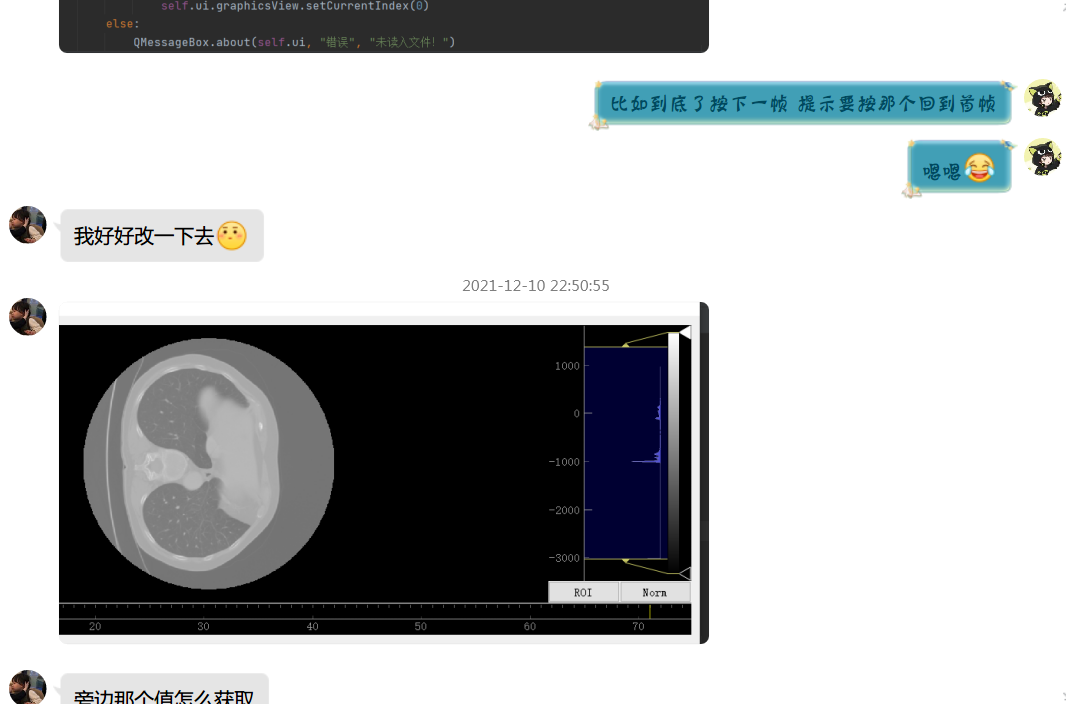 self.ui.graphicsView.setCurrentIndex(0)
else:
QMessageBox.about(self.ui, "错误", "未读入文件! ")
比如到底了按下一帧 提示要按那个回到首帧
嗯嗯😂
我好好改一下去😶
2021-12-10 22:50:55
1000
0
-1000
-2000
-3000
ROI
Norm
20
30
40
50
60
70
旁边那个值怎么获取